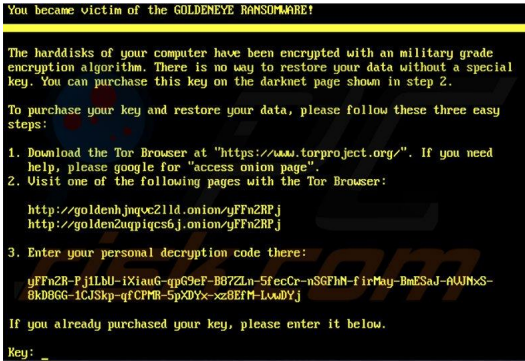 You became victim of the GOLDENEYE RANSOMWARE!
The harddisks of your computer have been encrypted with an military grade
encryption algorithm. There is no way to restore your data without a special
key. You can purchase this key on the darknet page shown in step 2.
To purchase your key and restore your data, please follow these three easy
steps:
1. Download the Tor Browser at "https://www.torproject.org/". If you need
help, please google for "access onion page".
2. Visit one of the following pages with the Tor Browser:
http://goldenhjnqvc2lld.onion/yFFn2RPj
http://golden2uqpiqcs6j.onion/yFFn2RPj
3. Enter your personal decryption code there:
yFFn2R-Pj1LbU-iXiauG-qpG9eF-B87ZLn-5fecCr-nSGFhN-firMay-BmESaJ-AWJNxS-
8kD8GG-1CJSkp-qfCPMR-5pXDYx-xz8EfM-LvwDYj
If you already purchased your key, please enter it below.
Key: _
risk.com